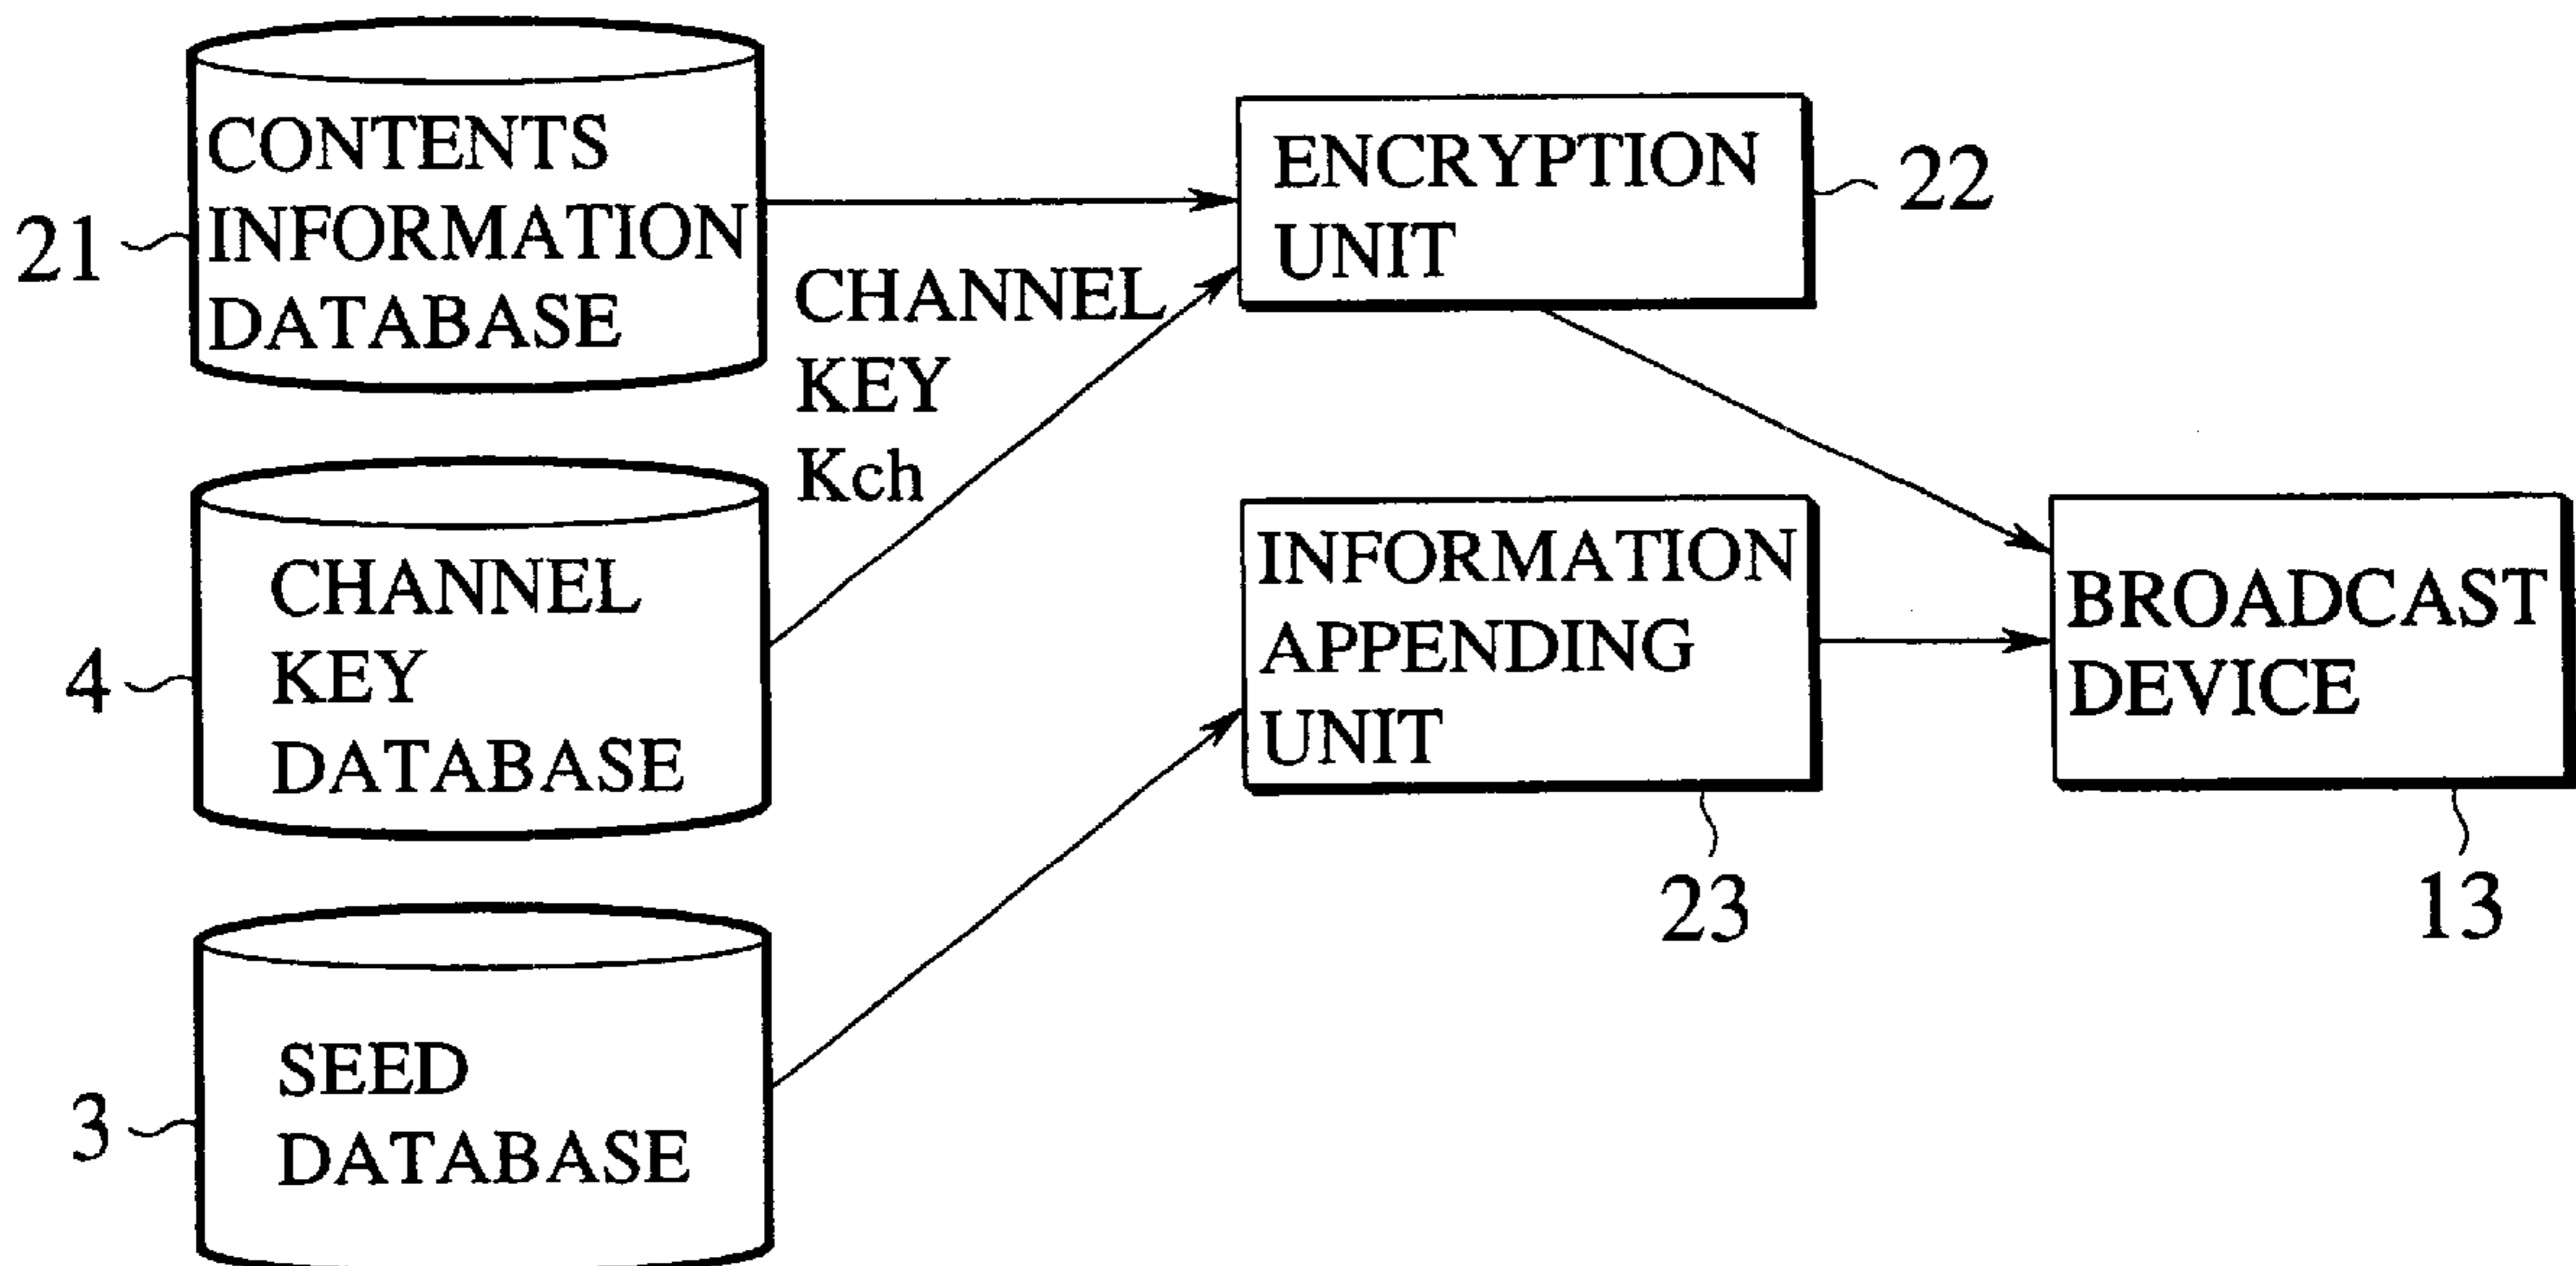 CONTENTS
INFORMATION
DATABASE
21
CHANNEL
KEY
Kch
ENCRYPTION
UNIT
22
CHANNEL
KEY
DATABASE
4
INFORMATION
APPENDING
UNIT
23
BROADCAST
DEVICE
13
SEED
DATABASE
3